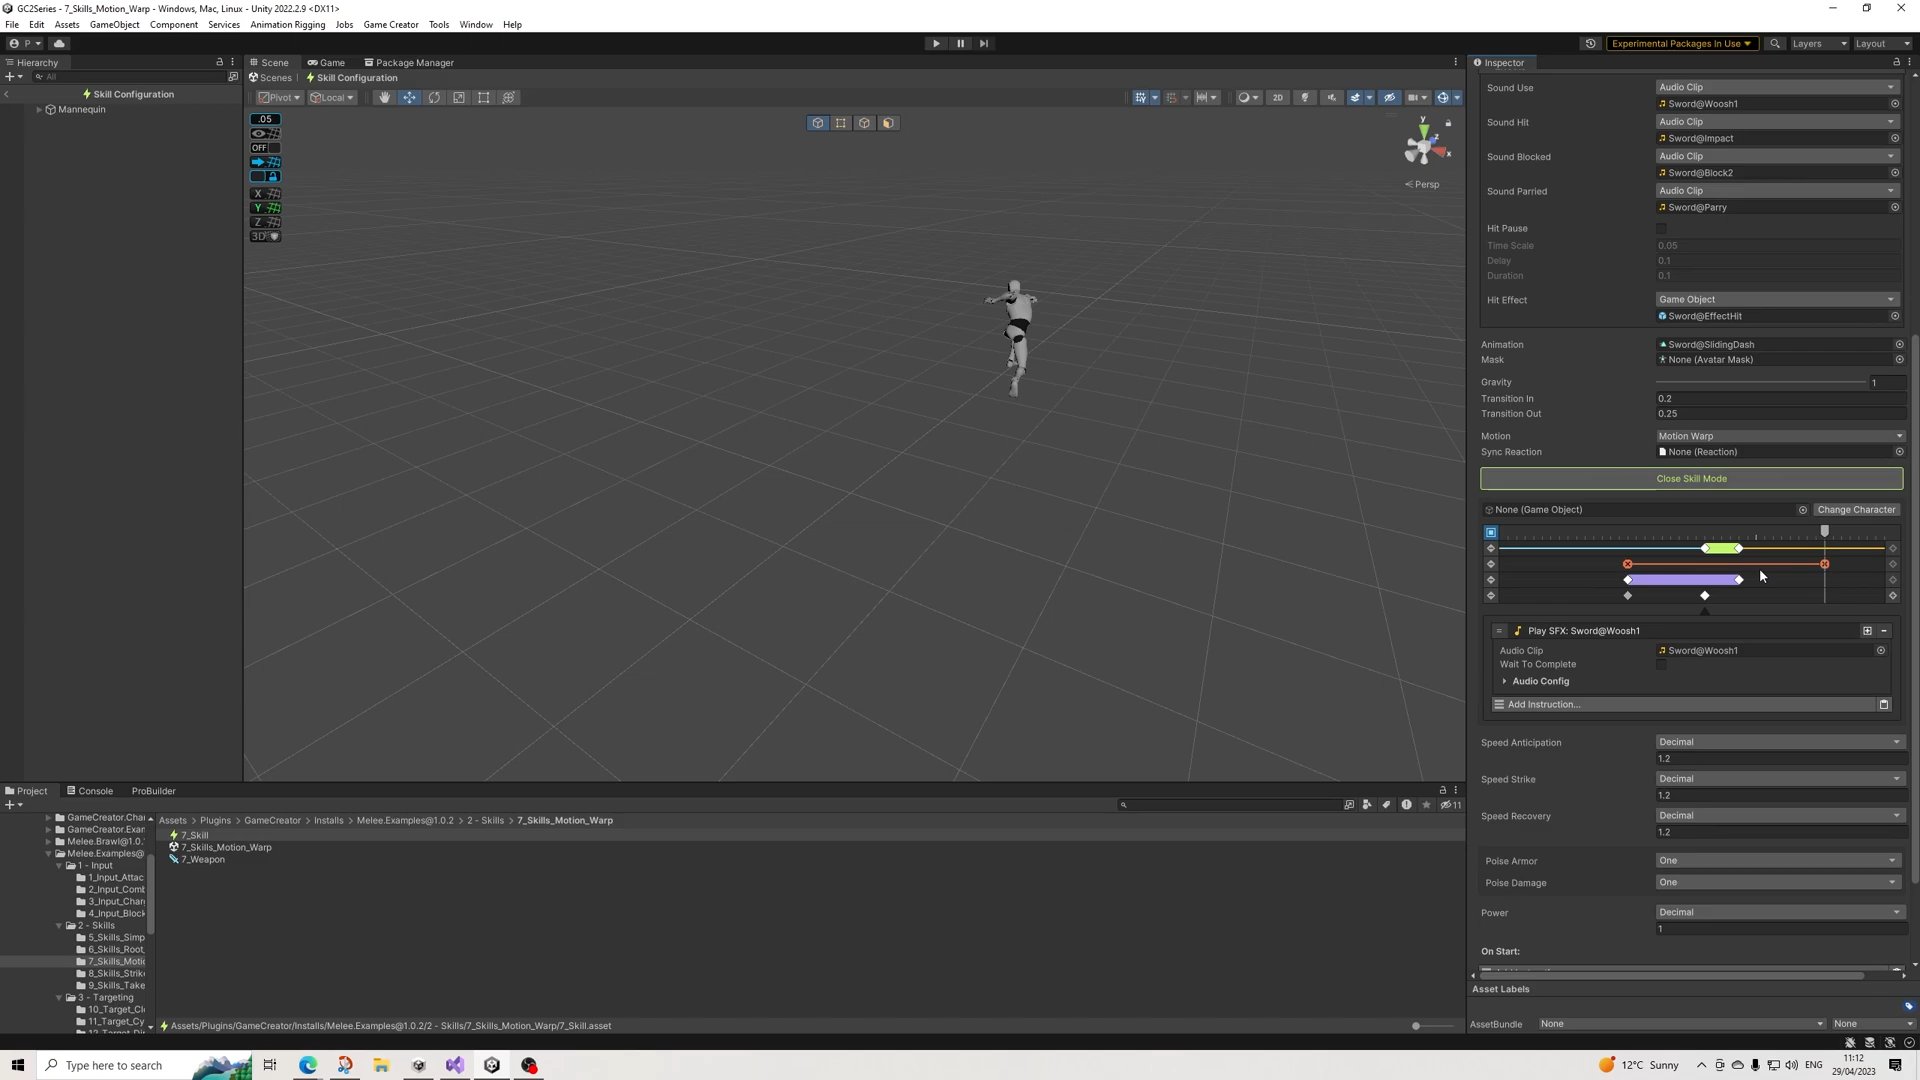 GC2Series - 7_Skills_Motion_Warp - Windows, Mac, Linux - Unity 2022.2.9 <DX11>
File Edit Assets GameObject Component Services Animation Rigging Jobs Game Creator Tools Window Help
P
Experimental Packages In Use
Layers
Layout
Hierarchy
Scene
Game
Package Manager
Inspector
All
Scenes
Skill Configuration
Skill Configuration
Mannequin
Pivot
Local
2D
.05
OFF
X
Y
Z
3D
y
z
x
Persp
Sound Use
Audio Clip
Sword@Woosh1
Sound Hit
Audio Clip
Sword@Impact
Sound Blocked
Audio Clip
Sword@Block2
Sound Parried
Audio Clip
Sword@Parry
Hit Pause
Time Scale
0.05
Delay
0.1
Duration
0.1
Hit Effect
Game Object
Sword@EffectHit
Animation
Sword@SlidingDash
Mask
None (Avatar Mask)
Gravity
1
Transition In
0.2
Transition Out
0.25
Motion
Motion Warp
Sync Reaction
None (Reaction)
Close Skill Mode
None (Game Object)
Change Character
Play SFX: Sword@Woosh1
Audio Clip
Sword@Woosh1
Wait To Complete
Audio Config
Add Instruction...
Speed Anticipation
Decimal
1.2
Speed Strike
Decimal
1.2
Speed Recovery
Decimal
1.2
Poise Armor
One
Poise Damage
One
Power
Decimal
1
On Start:
Asset Labels
AssetBundle
None
None
Project
Console
ProBuilder
11
GameCreator.Cha
GameCreator.Exar
Melee.Brawl@1.0.
Melee.Examples@
1 - Input
1_Input_Attac
2_Input_Comb
3_Input_Char
4_Input_Block
2 - Skills
5_Skills_Simp
6_Skills_Root_
7_Skills_Motic
8_Skills_Strik
9_Skills_Take
3 - Targeting
10_Target_Cl
11_Target_Cy
Assets > Plugins > GameCreator > Installs > Melee.Examples@1.0.2 > 2 - Skills > 7_Skills_Motion_Warp
7_Skill
7_Skills_Motion_Warp
7_Weapon
Assets/Plugins/GameCreator/Installs/Melee.Examples@1.0.2/2 - Skills/7_Skills_Motion_Warp/7_Skill.asset
Type here to search
12°C Sunny
ENG
11:12
29/04/2023